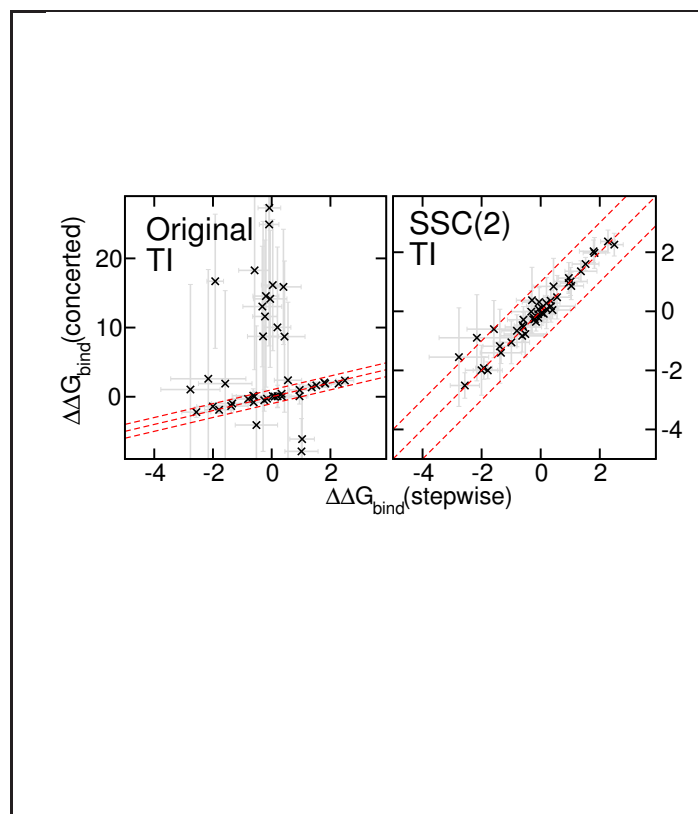 Original
TI
SSC(2)
TI
ΔΔG_bind(concerted)
20
10
0
2
0
-2
-4
-4 -2 0 2
-4 -2 0 2
ΔΔG_bind(stepwise)